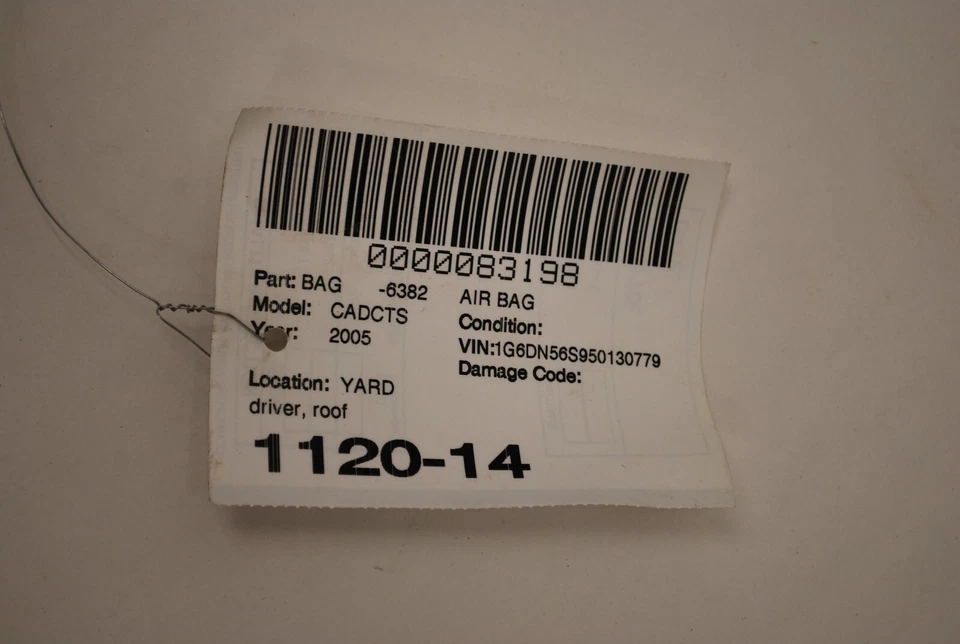 0000083198
Part: BAG -6382 AIR BAG
Model: CADCTS Condition:
Year: 2005 VIN:1G6DN56S950130779
Damage Code:
Location: YARD
driver, roof
1120-14